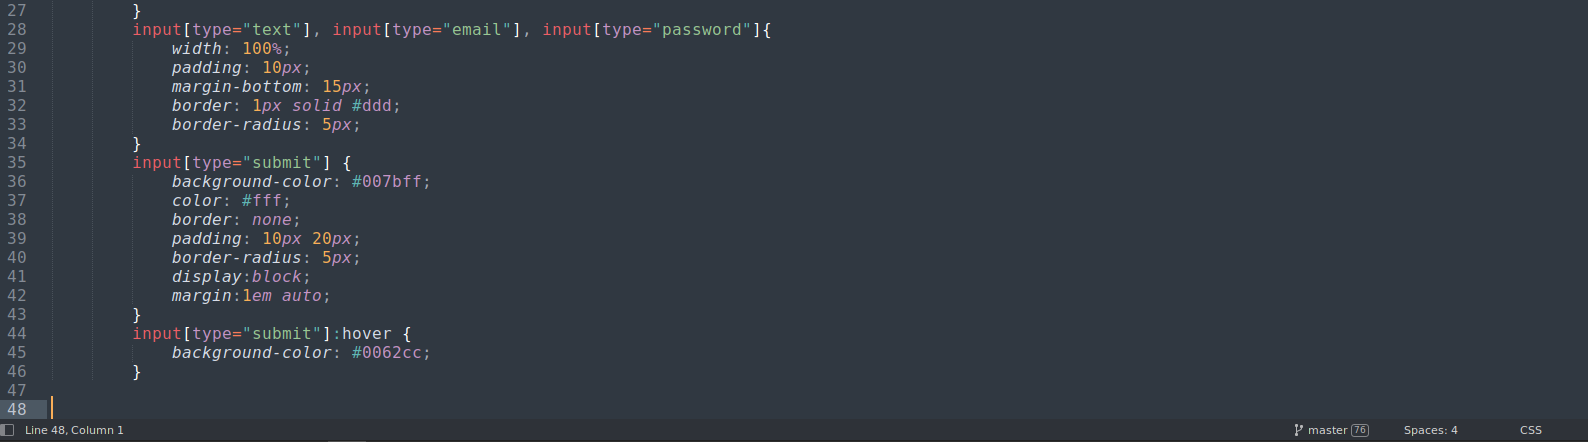 27 }
28 input[type="text"], input[type="email"], input[type="password"]{
29 width: 100%;
30 padding: 10px;
31 margin-bottom: 15px;
32 border: 1px solid #ddd;
33 border-radius: 5px;
34 }
35 input[type="submit"] {
36 background-color: #007bff;
37 color: #fff;
38 border: none;
39 padding: 10px 20px;
40 border-radius: 5px;
41 display:block;
42 margin:1em auto;
43 }
44 input[type="submit"]:hover {
45 background-color: #0062cc;
46 }
47
48
Line 48, Column 1 master 76 Spaces: 4 CSS